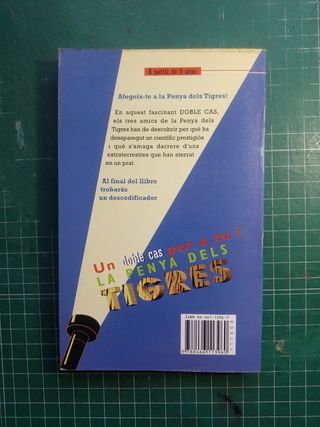 A partir de 9 anys
Afegeix-te a la Penya dels Tigres!
En aquest fascinant DOBLE CAS,
els tres amics de la Penya dels
Tigres han de descobrir per què ha
desaparegut un científic prestigiós
i què s'amaga darrere d'uns
extraterrestres que han aterrat
en un prat.
Al final del llibre
trobaràs
un descodificador
Un doble cas per a tu i
LA PENYA DELS
TIGRES